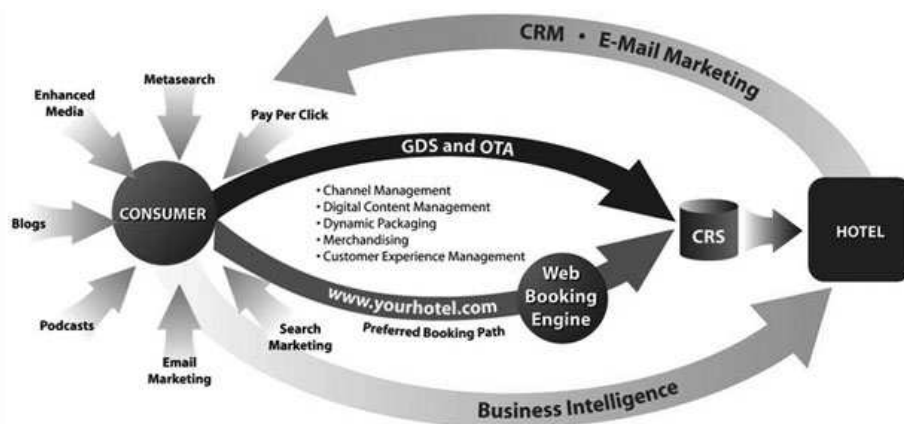 CRM • E-Mail Marketing
Metasearch
Enhanced
Media
Pay Per Click
GDS and OTA
• Channel Management
• Digital Content Management
• Dynamic Packaging
• Merchandising
• Customer Experience Management
CONSUMER
Blogs
CRS
HOTEL
Web
Booking
Engine
www.yourhotel.com
Preferred Booking Path
Podcasts
Search
Marketing
Email
Marketing
Business Intelligence